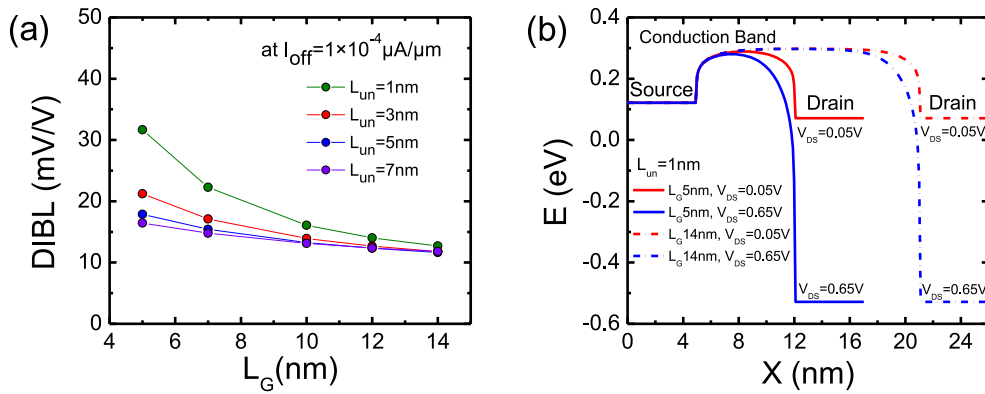 (a)
at I_off=1×10⁻⁴µA/µm
L_un=1nm
L_un=3nm
L_un=5nm
L_un=7nm
50
40
30
20
10
0
DIBL (mV/V)
4 6 8 10 12 14
L_G(nm)
(b)
Conduction Band
Source
Drain
Drain
V_DS=0.05V
V_DS=0.05V
L_un=1nm
L_G5nm, V_DS=0.05V
L_G5nm, V_DS=0.65V
L_G14nm, V_DS=0.05V
L_G14nm, V_DS=0.65V
V_DS=0.65V
V_DS=0.65V
0.4
0.2
0.0
-0.2
-0.4
-0.6
E (eV)
0 4 8 12 16 20 24
X (nm)